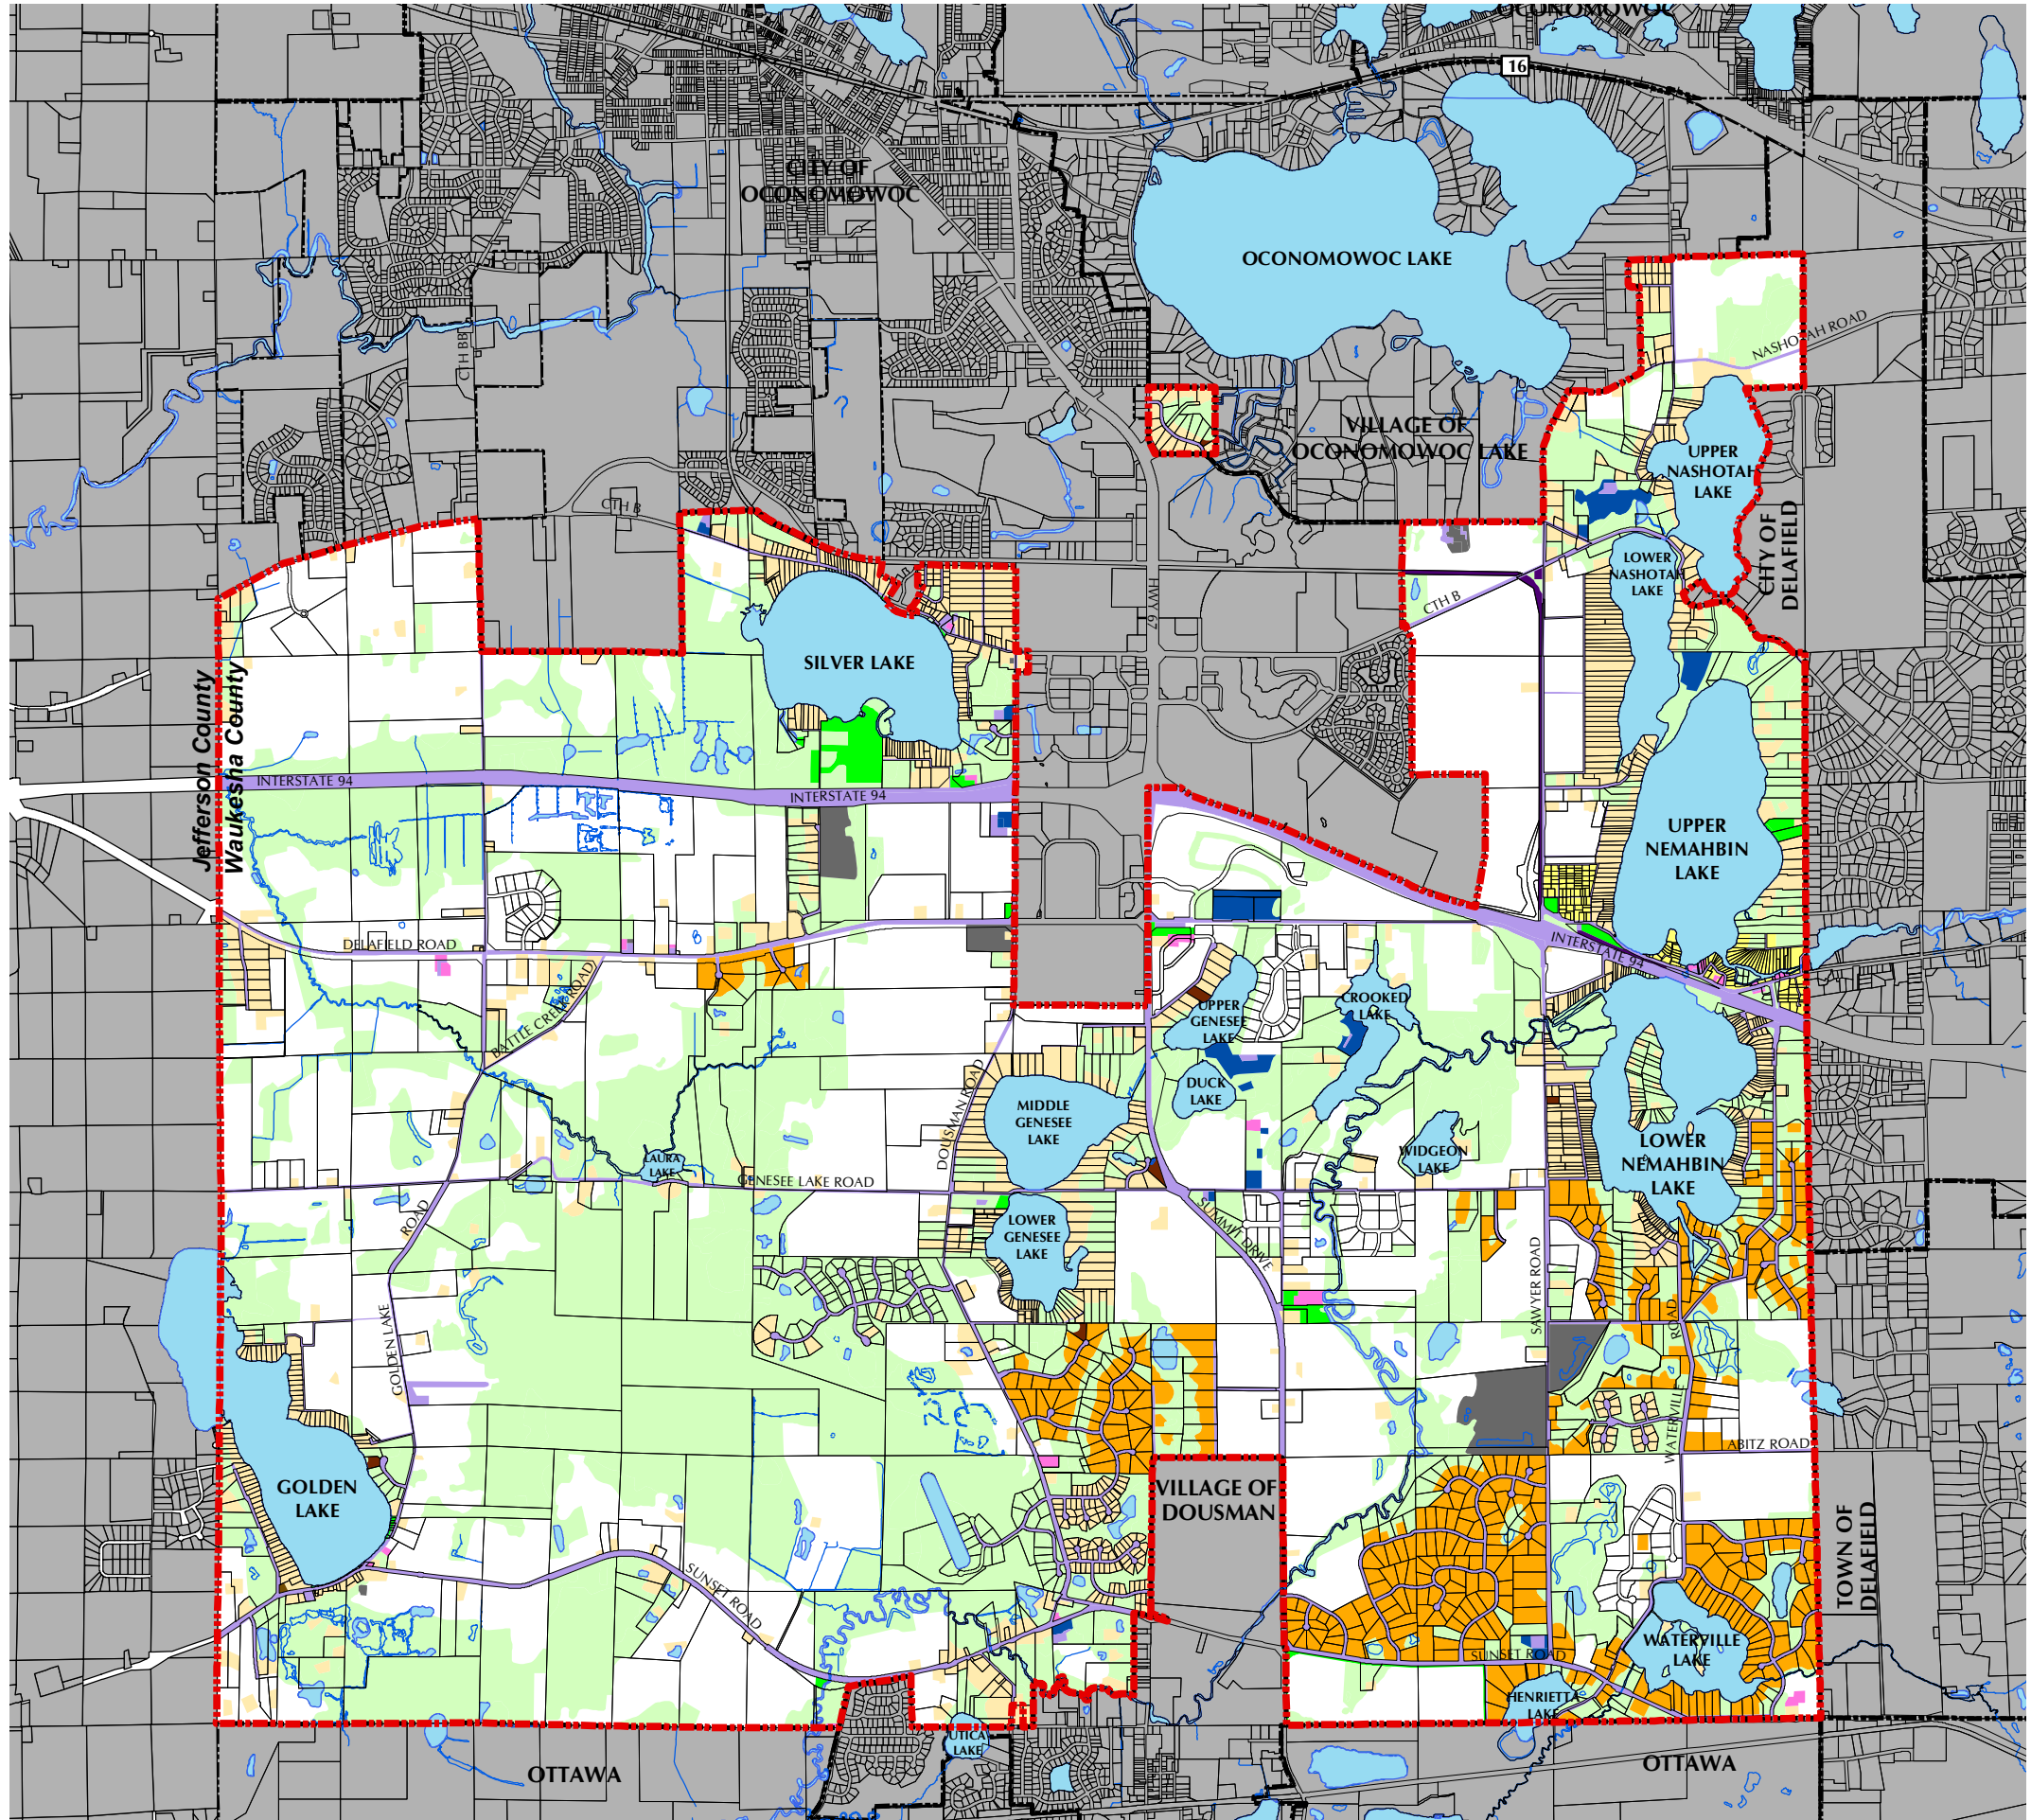 OCONOMOWOC
16
CITY OF
OCONOMOWOC
OCONOMOWOC LAKE
NASHOTAH ROAD
CTH BB
VILLAGE OF
OCONOMOWOC LAKE
UPPER
NASHOTAH
LAKE
CTH B
CITY OF
DELAFIELD
LOWER
NASHOTAH
LAKE
HWY 67
CTH B
SILVER LAKE
Jefferson County
Waukesha County
INTERSTATE 94
INTERSTATE 94
UPPER
NEMAHBIN
LAKE
DELAFIELD ROAD
INTERSTATE 94
BATTLE CREEK ROAD
UPPER
GENESEE
LAKE
CROOKED
LAKE
DUCK
LAKE
DOUSMAN ROAD
MIDDLE
GENESEE
LAKE
WIDGEON
LAKE
LOWER
NEMAHBIN
LAKE
LAURA
LAKE
GENESEE LAKE ROAD
ROAD
LOWER
GENESEE
LAKE
SUMMIT DRIVE
SAWYER ROAD
ROAD
GOLDEN LAKE
WATERVILLE
ABITZ ROAD
GOLDEN
LAKE
VILLAGE OF
DOUSMAN
TOWN OF
DELAFIELD
SUNSET ROAD
SUNSET ROAD
WATERVILLE
LAKE
HENRIETTA
LAKE
UTICA
LAKE
OTTAWA
OTTAWA